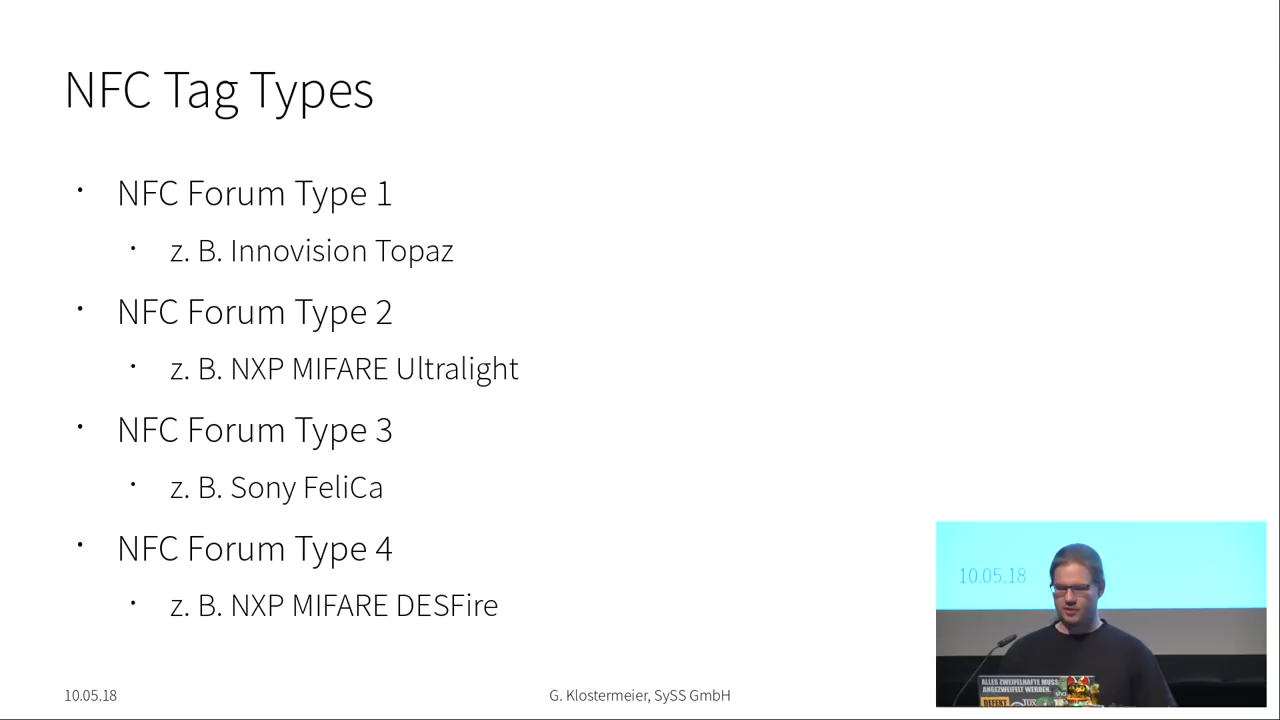 NFC Tag Types
· NFC Forum Type 1
· z. B. Innovision Topaz
· NFC Forum Type 2
· z. B. NXP MIFARE Ultralight
· NFC Forum Type 3
· z. B. Sony FeliCa
· NFC Forum Type 4
· z. B. NXP MIFARE DESFire
10.05.18
G. Klostermeier, SySS GmbH
10.05.18
ALLES ZWEIFELHAFTE MUSS
ANGEZWEIFELT WERDEN.
DEFEKT